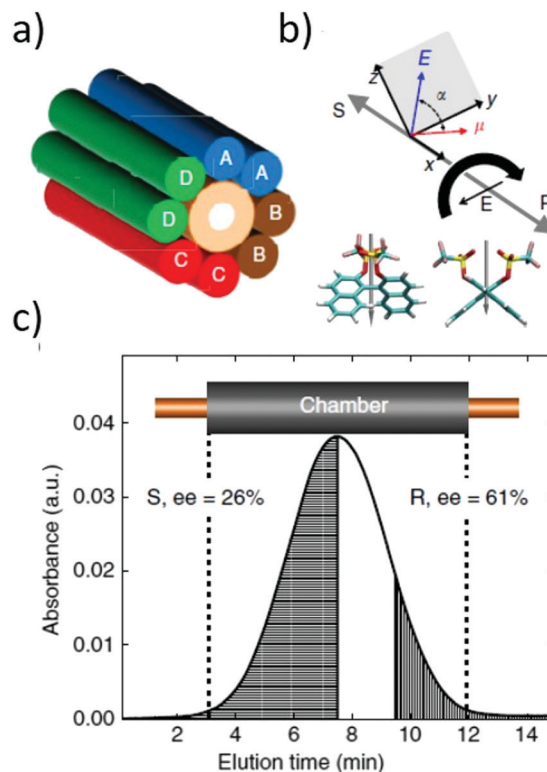 a)
A
A
D
B
D
B
C
C
b)
E
z
α
y
S
μ
x
E
R
c)
Chamber
0.04
S, ee = 26%
R, ee = 61%
0.03
0.02
0.01
0.00
2 4 6 8 10 12 14
Absorbance (a.u.)
Elution time (min)